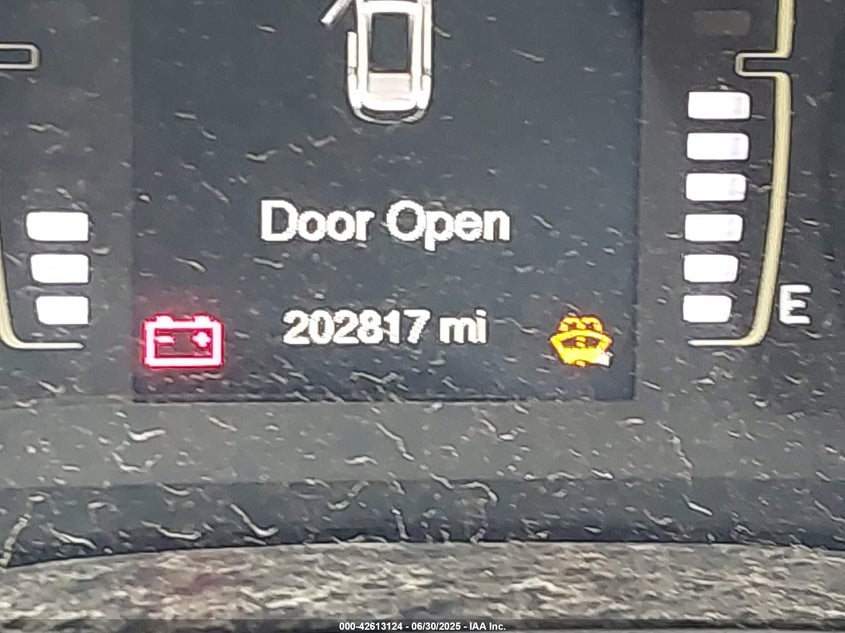 Door Open
202817 mi
E
000-42613124 - 06/30/2025 - IAA Inc.